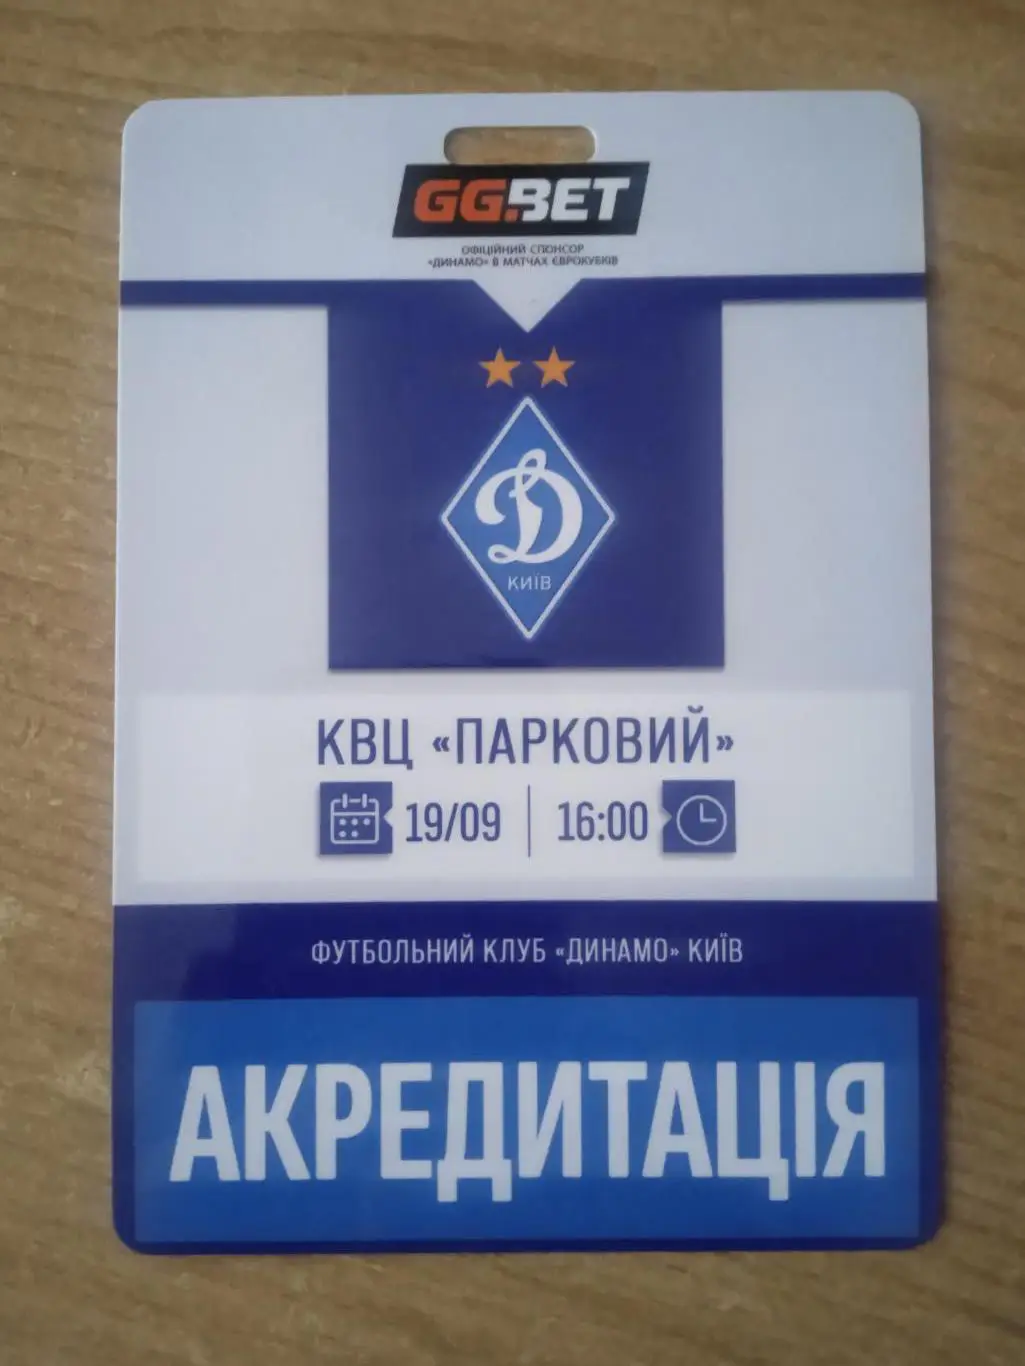 GG.BET
ОФІЦІЙНИЙ СПОНСОР
«ДИНАМО» В МАТЧАХ ЄВРОКУБКІВ
Д
КИЇВ
КВЦ «ПАРКОВИЙ»
19/09 | 16:00
ФУТБОЛЬНИЙ КЛУБ «ДИНАМО» КИЇВ
АКРЕДИТАЦІЯ